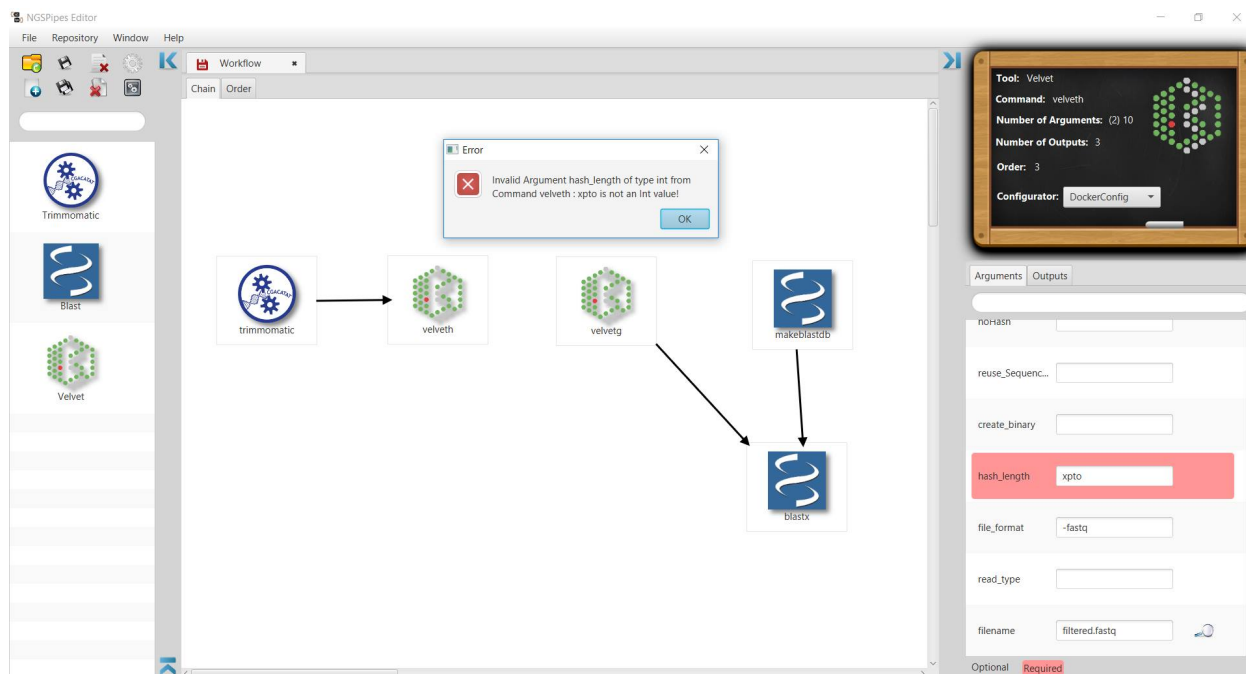 NGSPipes Editor
File Repository Window Help
Workflow
Chain Order
Trimmomatic
Blast
Velvet
Error
Invalid Argument hash_length of type int from
Command velveth : xpto is not an Int value!
OK
trimmomatic
velveth
velvetg
makeblastdb
blastx
Tool: Velvet
Command: velveth
Number of Arguments: (2) 10
Number of Outputs: 3
Order: 3
Configurator: DockerConfig
Arguments Outputs
noHash
reuse_Sequenc...
create_binary
hash_length xpto
file_format -fastq
read_type
filename filtered.fastq
Optional Required